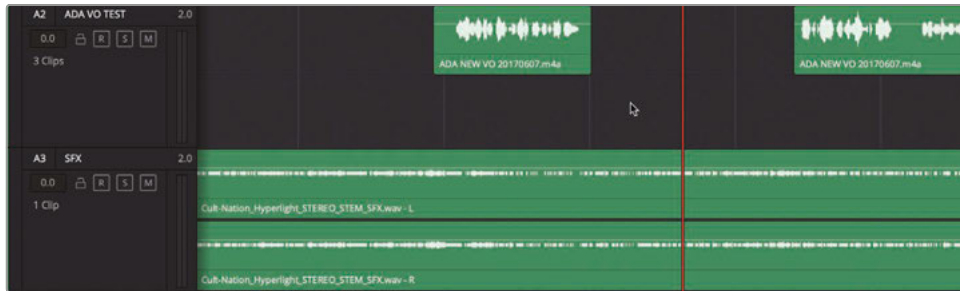 A2 ADA VO TEST 2.0
0.0 R S M
3 Clips
ADA NEW VO 20170607.m4a
ADA NEW VO 20170607.m4a
A3 SFX 2.0
0.0 R S M
1 Clip
Cult-Nation_Hyperlight_STEREO_STEM_SFX.wav - L
Cult-Nation_Hyperlight_STEREO_STEM_SFX.wav - R